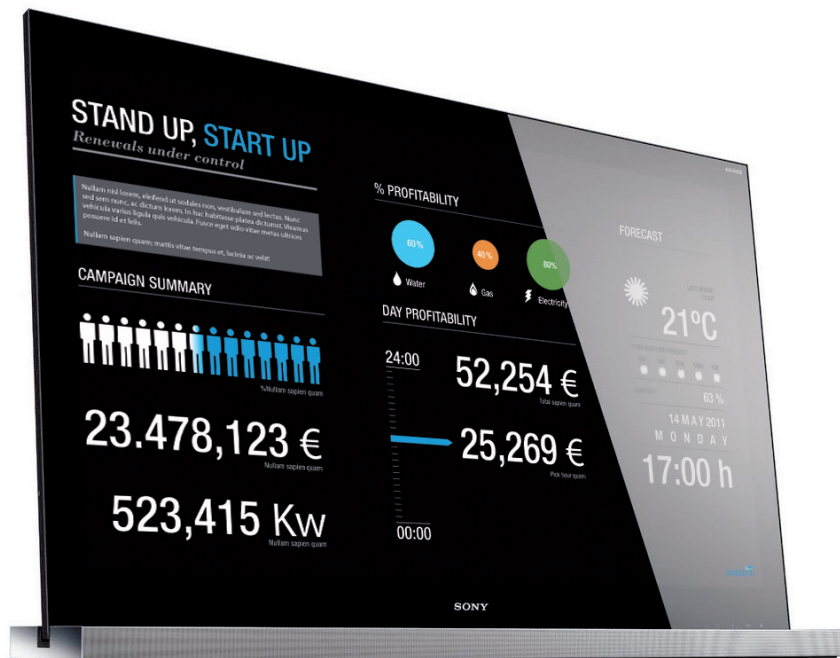 STAND UP, START UP
Renewals under control
Nullam nisl lorem, eleifend ut sodales non, vestibulum sed lectus. Nunc
sed sem nunc, ac dictum lorem. In hac habitasse platea dictumst. Vivamus
vehicula varius ligula quis vehicula. Fusce eget odio vitae metus ultrices
posuere id et felis.
Nullam sapien quam, mattis vitae tempus et, lacinia ac velit!
CAMPAIGN SUMMARY
%Nullam sapien quam
23.478,123 €
Nullam sapien quam
523,415 Kw
Nullam sapien quam
% PROFITABILITY
60%
40%
80%
Water
Gas
Electricity
DAY PROFITABILITY
24:00
52,254 €
Total sapien quam
25,269 €
Pick hour quam
00:00
FORECAST
21ºC
63 %
14 MAY 2011
MONDAY
17:00 h
SONY